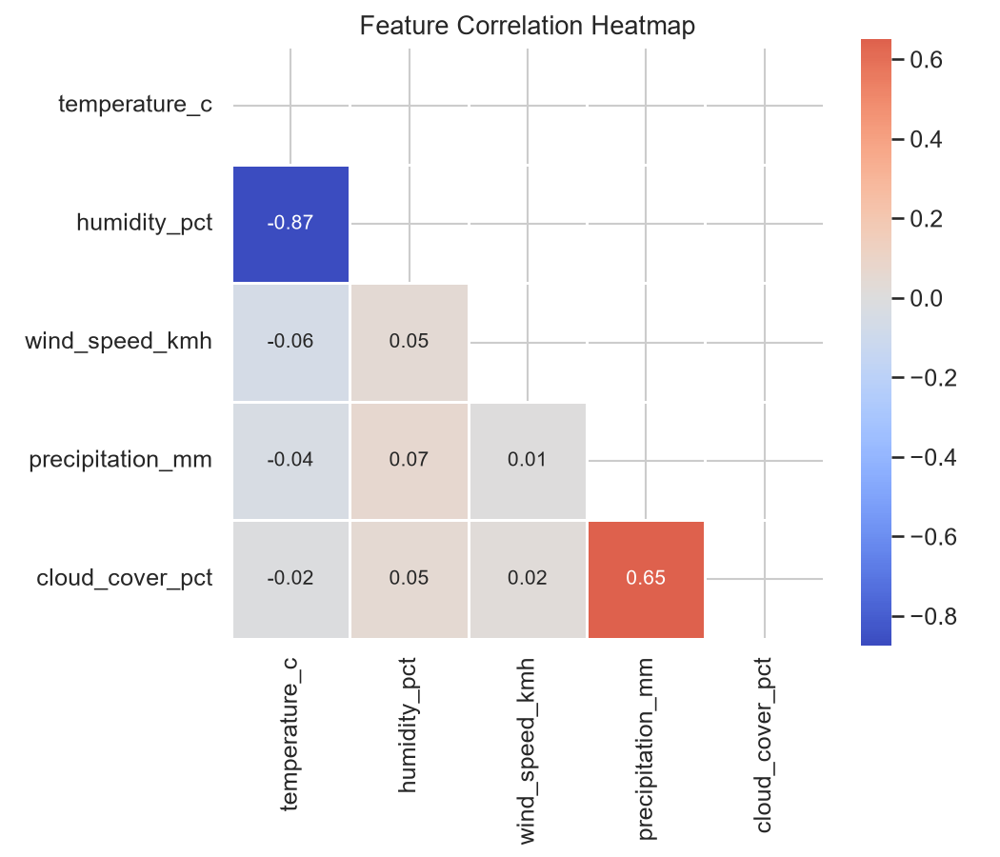 Feature Correlation Heatmap
temperature_c
humidity_pct
-0.87
wind_speed_kmh
-0.06 0.05
precipitation_mm
-0.04 0.07 0.01
cloud_cover_pct
-0.02 0.05 0.02 0.65
temperature_c
humidity_pct
wind_speed_kmh
precipitation_mm
cloud_cover_pct
0.6
0.4
0.2
0.0
−0.2
−0.4
−0.6
−0.8